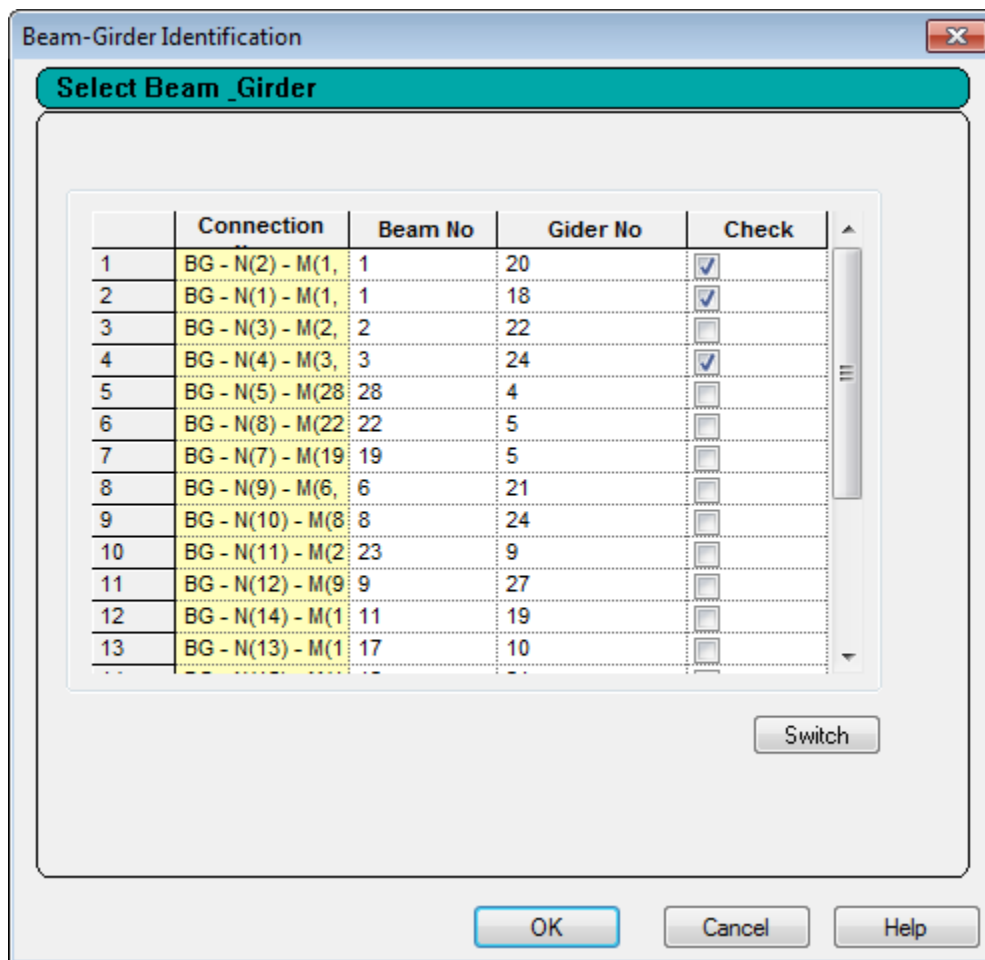 Beam-Girder Identification
Select Beam _Girder
Connection Beam No Gider No Check
1 BG - N(2) - M(1, 1 20
2 BG - N(1) - M(1, 1 18
3 BG - N(3) - M(2, 2 22
4 BG - N(4) - M(3, 3 24
5 BG - N(5) - M(28 28 4
6 BG - N(8) - M(22 22 5
7 BG - N(7) - M(19 19 5
8 BG - N(9) - M(6, 6 21
9 BG - N(10) - M(8 8 24
10 BG - N(11) - M(2 23 9
11 BG - N(12) - M(9 9 27
12 BG - N(14) - M(1 11 19
13 BG - N(13) - M(1 17 10
Switch
OK Cancel Help